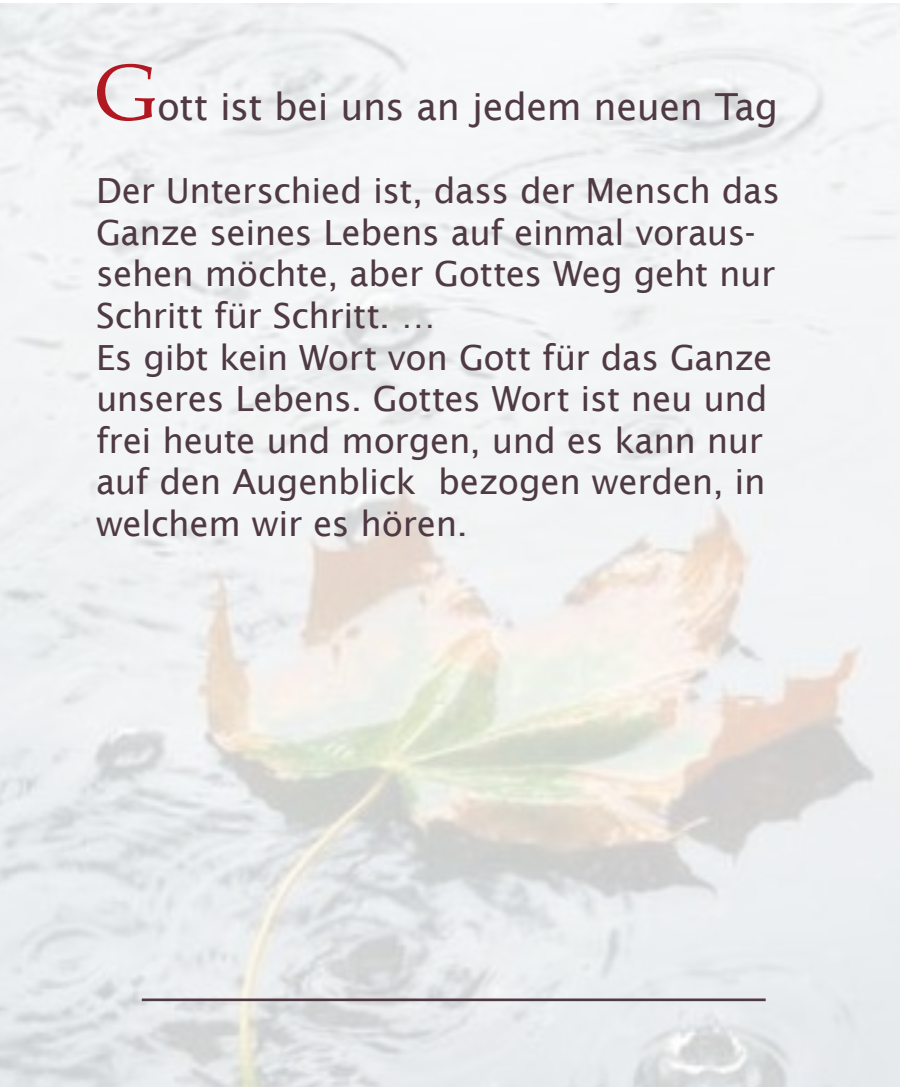 Gott ist bei uns an jedem neuen Tag
Der Unterschied ist, dass der Mensch das
Ganze seines Lebens auf einmal voraus-
sehen möchte, aber Gottes Weg geht nur
Schritt für Schritt. …
Es gibt kein Wort von Gott für das Ganze
unseres Lebens. Gottes Wort ist neu und
frei heute und morgen, und es kann nur
auf den Augenblick  bezogen werden, in
welchem wir es hören.